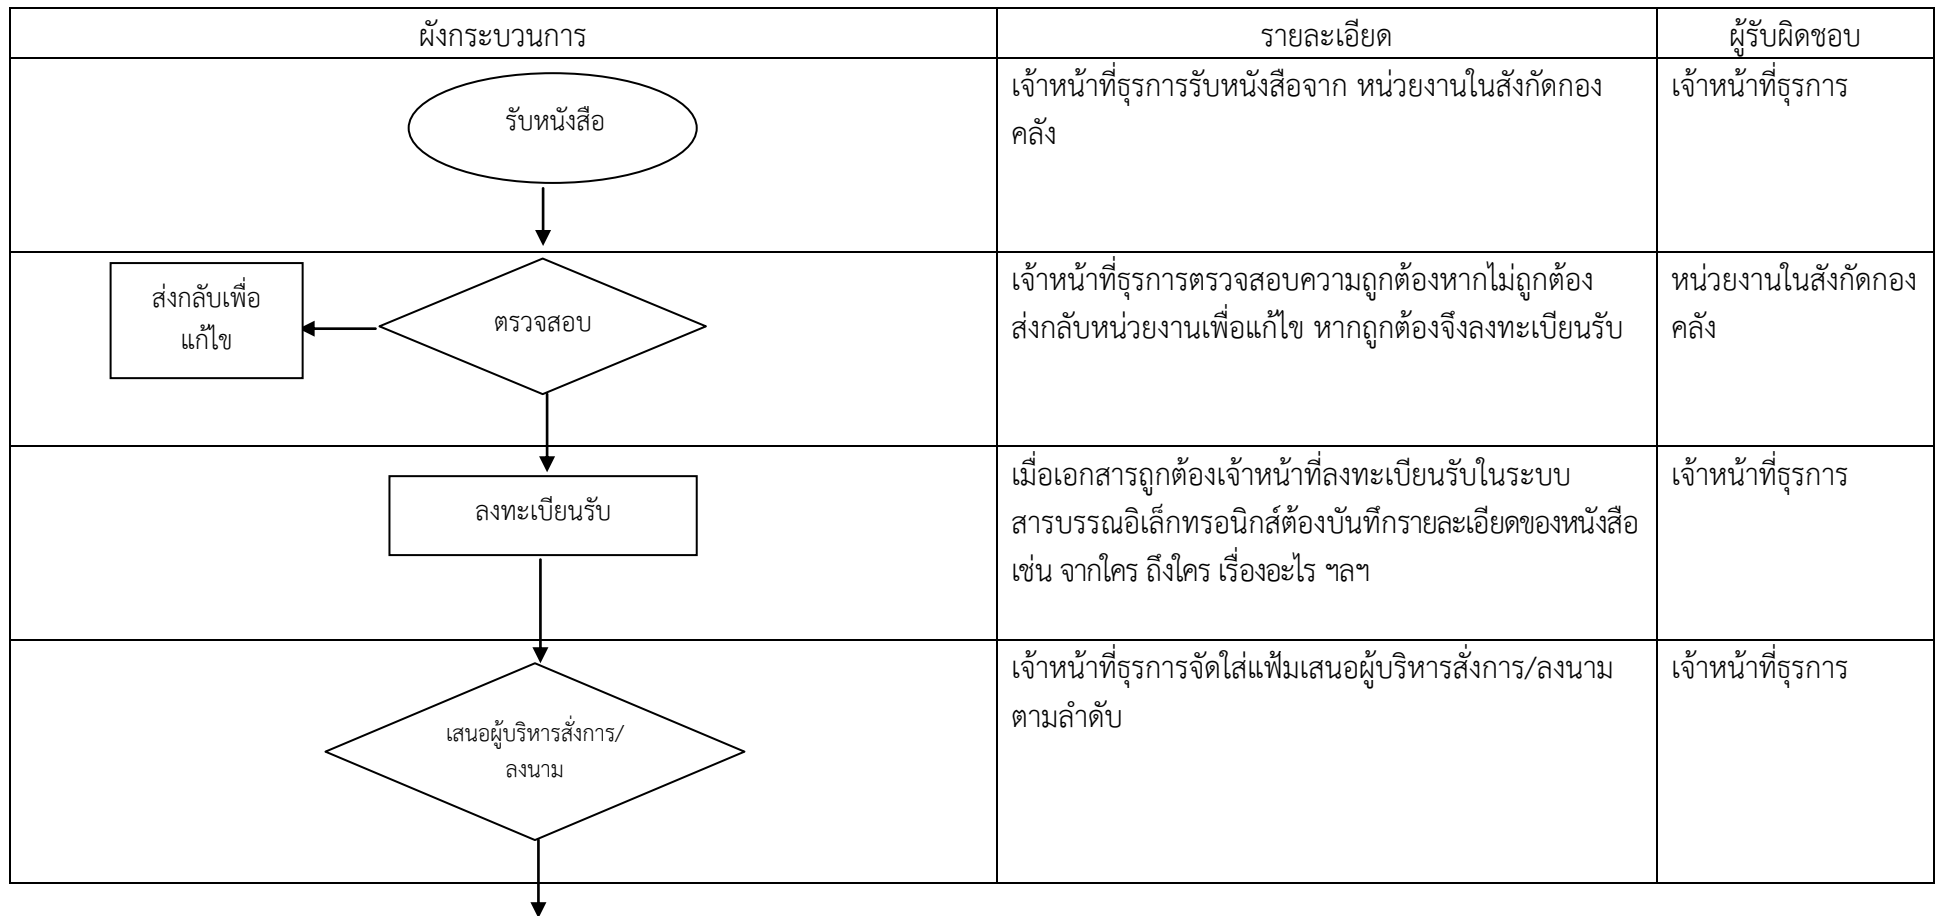 ผังกระบวนการ
รายละเอียด
ผู้รับผิดชอบ
รับหนังสือ
เจ้าหน้าที่ธุรการรับหนังสือจาก หน่วยงานในสังกัดกอง
คลัง
เจ้าหน้าที่ธุรการ
ส่งกลับเพื่อ
แก้ไข
ตรวจสอบ
เจ้าหน้าที่ธุรการตรวจสอบความถูกต้องหากไม่ถูกต้อง
ส่งกลับหน่วยงานเพื่อแก้ไข หากถูกต้องจึงลงทะเบียนรับ
หน่วยงานในสังกัดกอง
คลัง
ลงทะเบียนรับ
เมื่อเอกสารถูกต้องเจ้าหน้าที่ลงทะเบียนรับในระบบ
สารบรรณอิเล็กทรอนิกส์ต้องบันทึกรายละเอียดของหนังสือ
เช่น จากใคร ถึงใคร เรื่องอะไร ฯลฯ
เจ้าหน้าที่ธุรการ
เสนอผู้บริหารสั่งการ/
ลงนาม
เจ้าหน้าที่ธุรการจัดใส่แฟ้มเสนอผู้บริหารสั่งการ/ลงนาม
ตามลำดับ
เจ้าหน้าที่ธุรการ